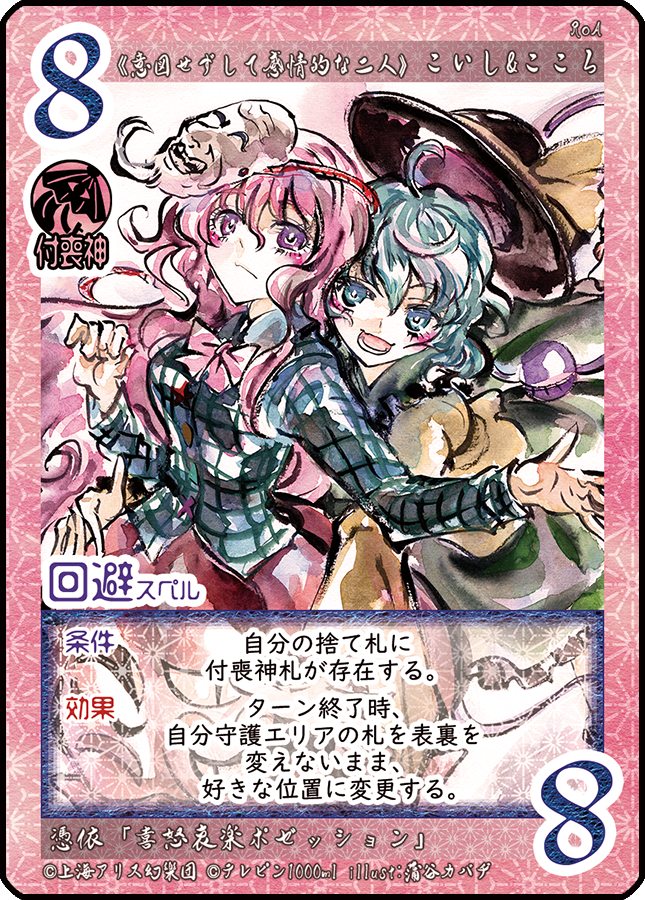 RoA
8
《意図せずして感情的な二人》 こいし&こころ
付喪神
回避スペル
条件
自分の捨て札に
付喪神札が存在する。
効果
ターン終了時、
自分守護エリアの札を表裏を
変えないまま、
好きな位置に変更する。
8
憑依「喜怒哀楽ポゼッション」
©上海アリス幻樂団 ©テレピン1000ml illust:蒲谷カバヂ